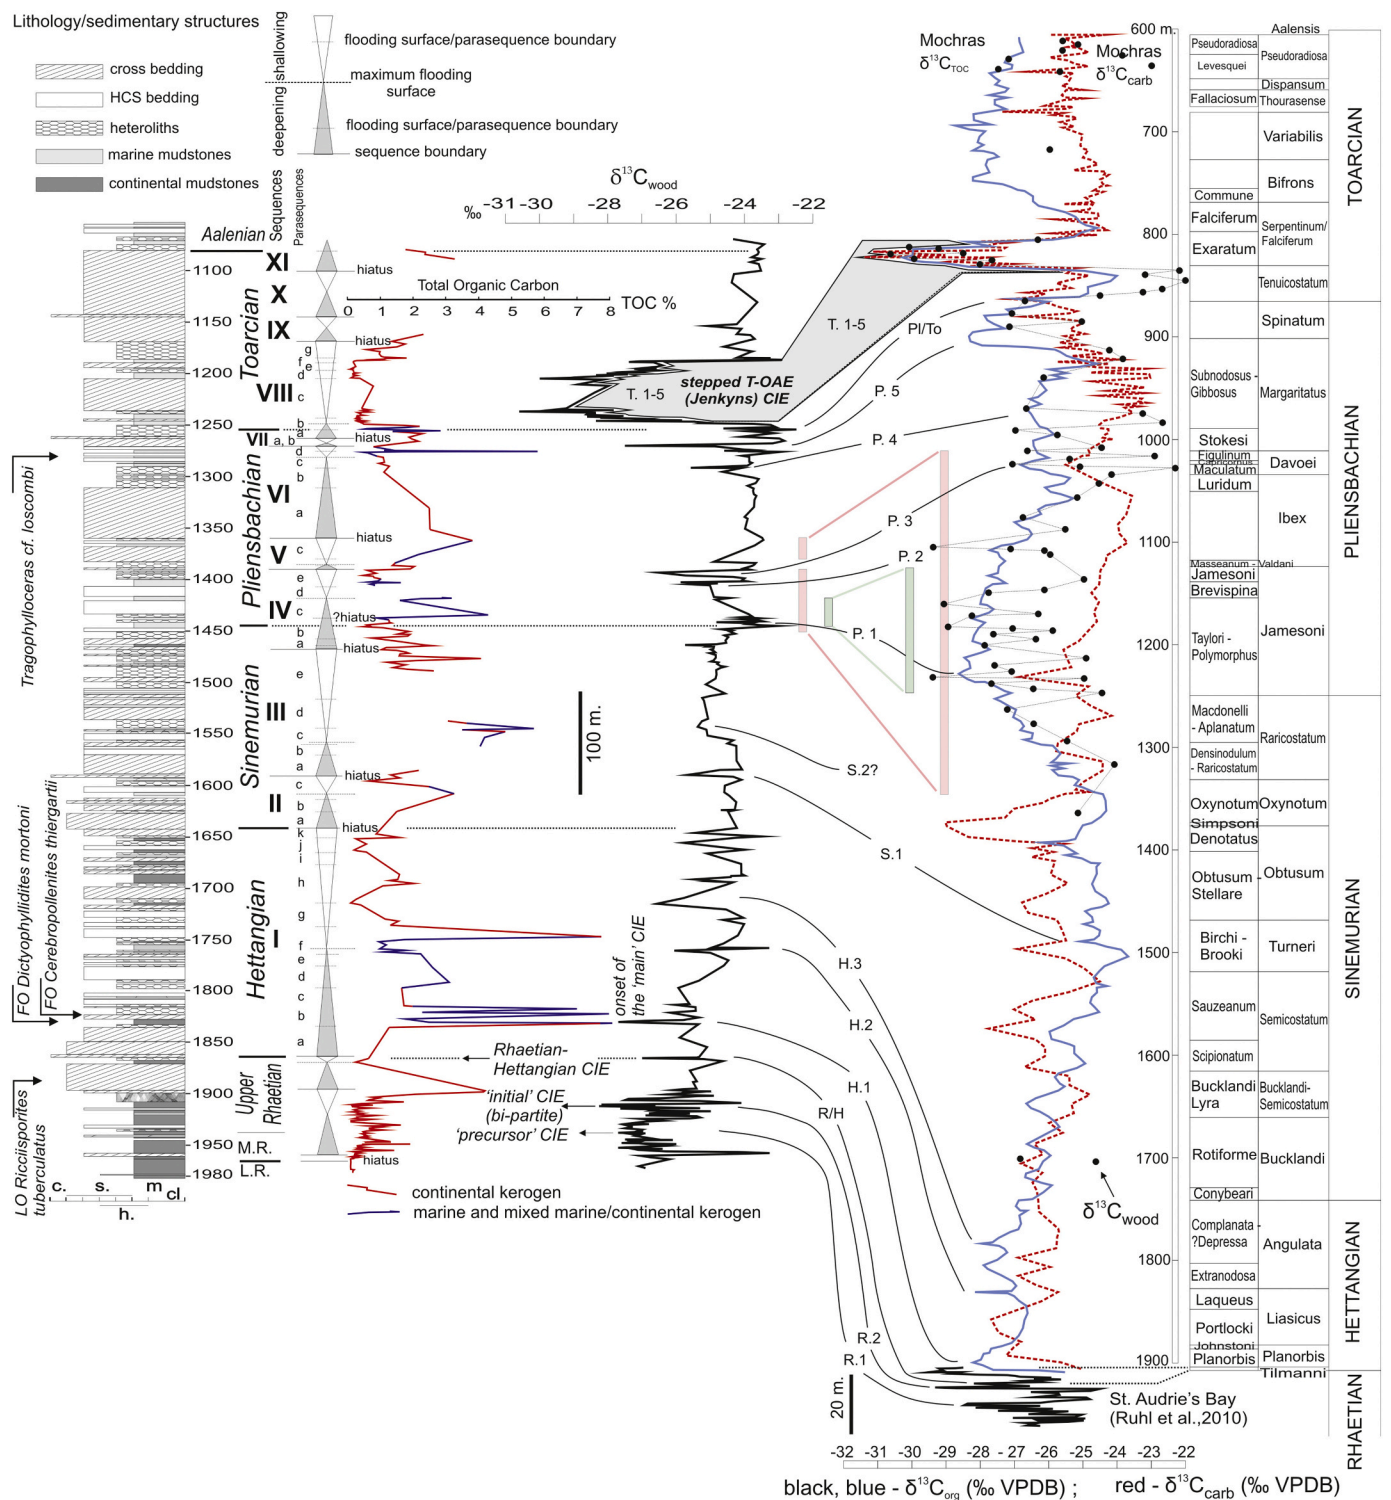 Lithology/sedimentary structures
cross bedding
HCS bedding
heteroliths
marine mudstones
continental mudstones
deepening shallowing
flooding surface/parasequence boundary
maximum flooding
surface
flooding surface/parasequence boundary
sequence boundary
Sequences
Parasequences
δ13Cwood
‰ -31 -30 -28 -26 -24 -22
Aalenian
Toarcian
Pliensbachian
Sinemurian
Hettangian
Upper
Rhaetian
M.R.
L.R.
XI
X
IX
VIII
VII
VI
V
IV
III
II
I
hiatus
hiatus
g
f
e
d
c
b
a
hiatus
a, b
d
c
b
a
hiatus
c
e
d
c
?hiatus
b
a
hiatus
e
d
c
b
a
hiatus
c
b
a
hiatus
k
j
i
h
g
f
e
d
c
b
a
hiatus
1100
1150
1200
1250
1300
1350
1400
1450
1500
1550
1600
1650
1700
1750
1800
1850
1900
1950
1980
c. s. m cl
h.
Tragophylloceras cf. loscombi
FO Dictyophyllidites mortoni
FO Cerebropollenites thiergartii
LO Ricciisporites
tuberculatus
Total Organic Carbon
0 1 2 3 4 5 6 7 8 TOC %
T. 1-5
stepped T-OAE
(Jenkyns) CIE
T. 1-5
Pl/To
P. 5
P. 4
P. 3
P. 2
P. 1
S.2?
S.1
H.3
H.2
H.1
R/H
R.2
R.1
100 m.
onset of
the 'main' CIE
Rhaetian-
Hettangian CIE
'initial' CIE
(bi-partite)
'precursor' CIE
continental kerogen
marine and mixed marine/continental kerogen
Mochras
δ13CTOC
Mochras
δ13Ccarb
600 m.
700
800
900
1000
1100
1200
1300
1400
1500
1600
1700
1800
1900
δ13Cwood
Aalensis
Pseudoradiosa
Levesquei
Pseudoradiosa
Dispansum
Fallaciosum
Thourasense
Variabilis
Bifrons
Commune
Falciferum
Serpentinum/
Falciferum
Exaratum
Tenuicostatum
Spinatum
Subnodosus -
Gibbosus
Margaritatus
Stokesi
Figulinum
Capricornus
Maculatum
Davoei
Luridum
Ibex
Masseanum - Valdani
Jamesoni
Brevispina
Taylori -
Polymorphus
Jamesoni
Macdonelli
- Aplanatum
Raricostatum
Densinodulum
- Raricostatum
Oxynotum
Oxynotum
Simpsoni
Denotatus
Obtusum -
Stellare
Obtusum
Birchi -
Brooki
Turneri
Sauzeanum
Semicostatum
Scipionatum
Bucklandi
Lyra
Bucklandi-
Semicostatum
Rotiforme
Bucklandi
Conybeari
Complanata -
?Depressa
Angulata
Extranodosa
Laqueus
Liasicus
Portlocki
Johnstoni
Planorbis
Planorbis
Tilmanni
TOARCIAN
PLIENSBACHIAN
SINEMURIAN
HETTANGIAN
RHAETIAN
20 m.
St. Audrie's Bay
(Ruhl et al.,2010)
-32 -31 -30 -29 -28 - 27 -26 -25 -24 -23 -22
black, blue - δ13Corg (‰ VPDB) ; red - δ13Ccarb (‰ VPDB)